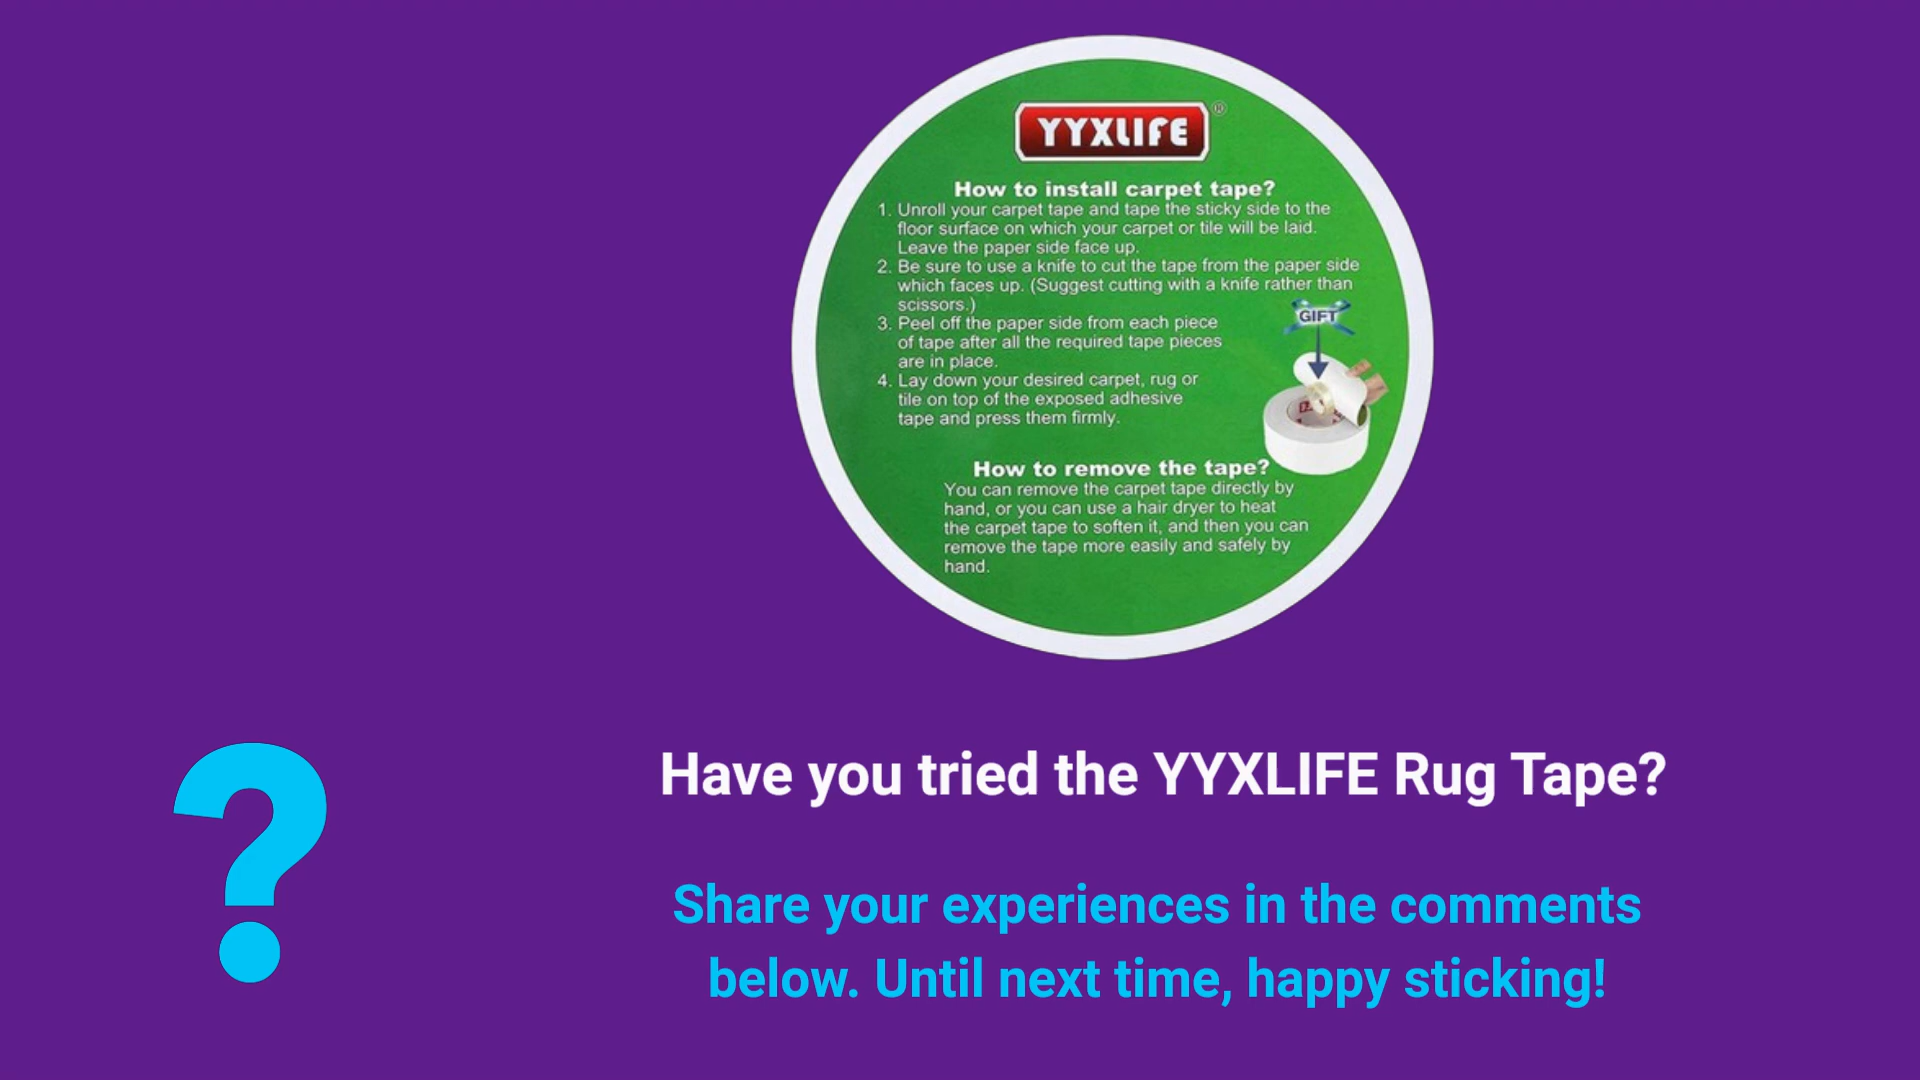 YYXLIFE®
How to install carpet tape?
1. Unroll your carpet tape and tape the sticky side to the
floor surface on which your carpet or tile will be laid.
Leave the paper side face up.
2. Be sure to use a knife to cut the tape from the paper side
which faces up. (Suggest cutting with a knife rather than
scissors.)
3. Peel off the paper side from each piece
of tape after all the required tape pieces
are in place.
4. Lay down your desired carpet, rug or
tile on top of the exposed adhesive
tape and press them firmly.
GIFT
How to remove the tape?
You can remove the carpet tape directly by
hand, or you can use a hair dryer to heat
the carpet tape to soften it, and then you can
remove the tape more easily and safely by
hand.
?
Have you tried the YYXLIFE Rug Tape?
Share your experiences in the comments
below. Until next time, happy sticking!